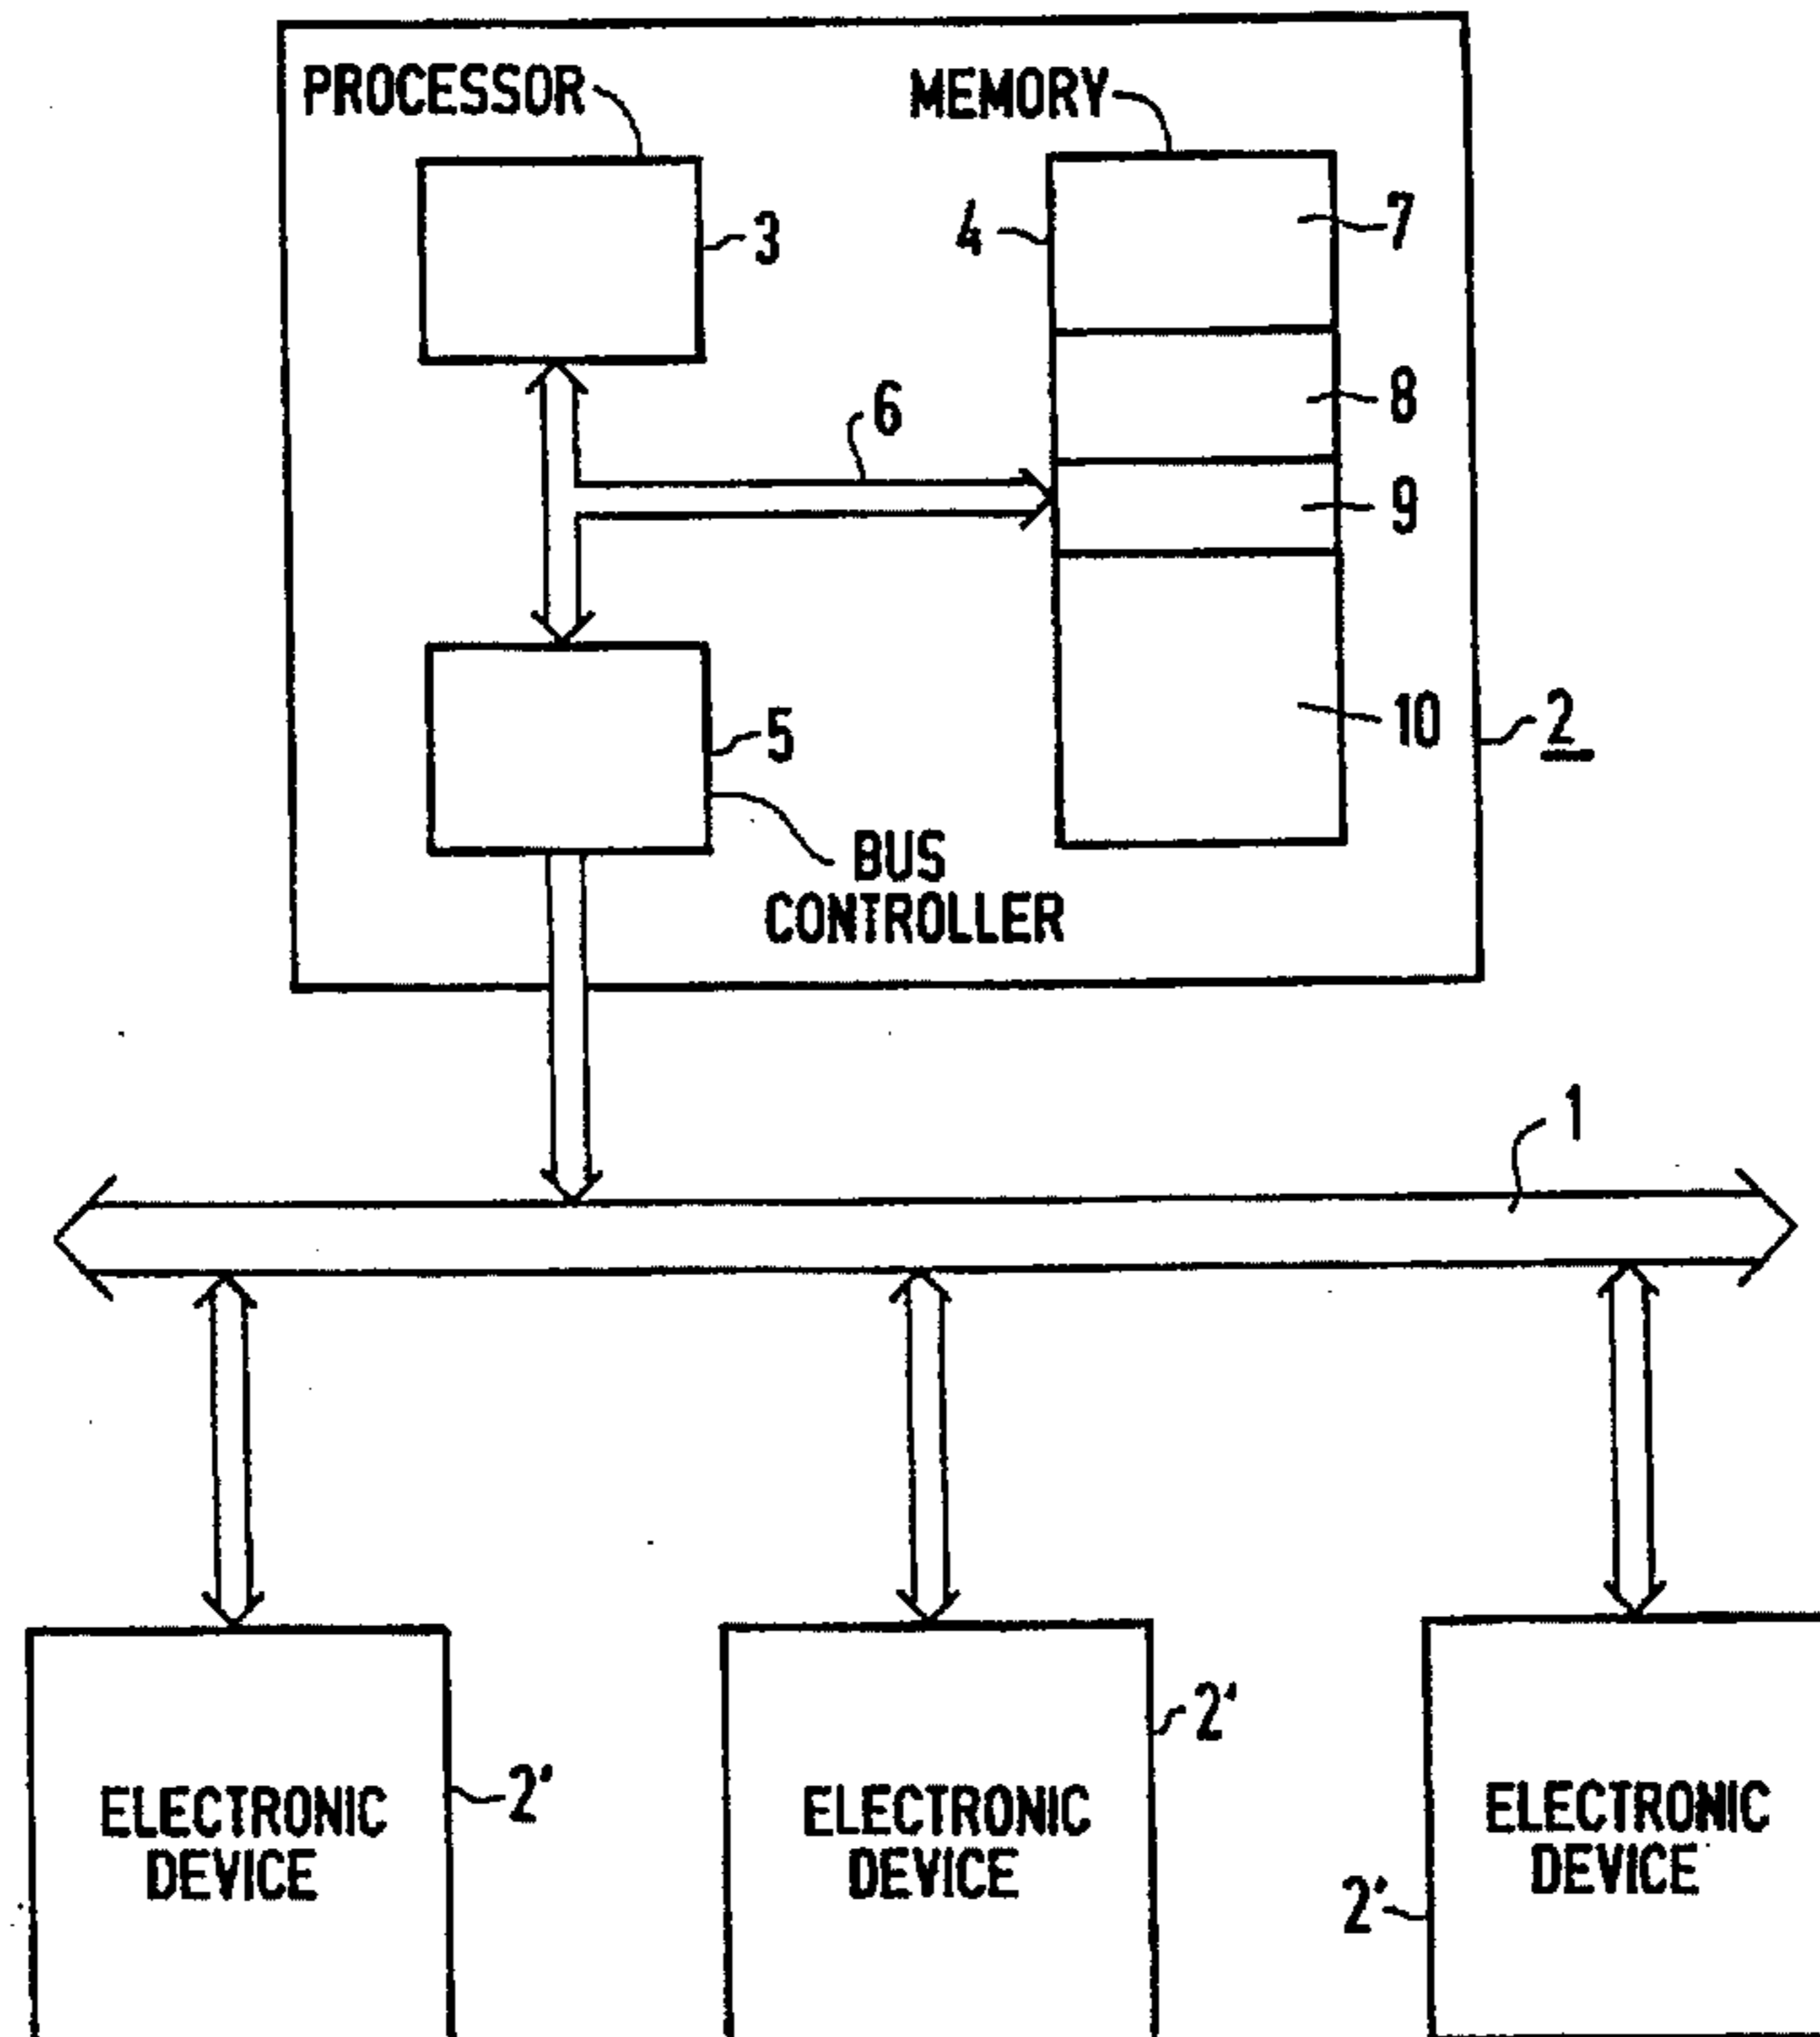 PROCESSOR
MEMORY
3
4
7
8
6
9
5
10
2
BUS
CONTROLLER
1
2'
2'
ELECTRONIC
DEVICE
ELECTRONIC
DEVICE
ELECTRONIC
DEVICE
2'